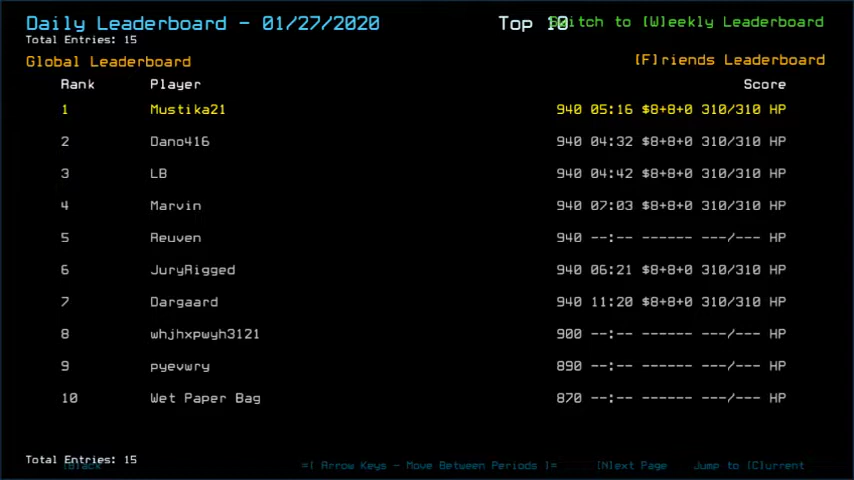 Daily Leaderboard - 01/27/2020 Top 10 Switch to [W]eekly Leaderboard
Total Entries: 15
Global Leaderboard [F]riends Leaderboard
Rank Player Score
1 Mustika21 940 05:16 $8+8+0 310/310 HP
2 Dano416 940 04:32 $8+8+0 310/310 HP
3 LB 940 04:42 $8+8+0 310/310 HP
4 Marvin 940 07:03 $8+8+0 310/310 HP
5 Reuven 940 --:-- ------ ---/--- HP
6 JuryRigged 940 06:21 $8+8+0 310/310 HP
7 Dargaard 940 11:20 $8+8+0 310/310 HP
8 whjhxpwyh3121 900 --:-- ------ ---/--- HP
9 pyevwry 890 --:-- ------ ---/--- HP
10 Wet Paper Bag 870 --:-- ------ ---/--- HP
Total Entries: 15
=[ Arrow Keys - Move Between Periods ]= [N]ext Page Jump to [C]urrent